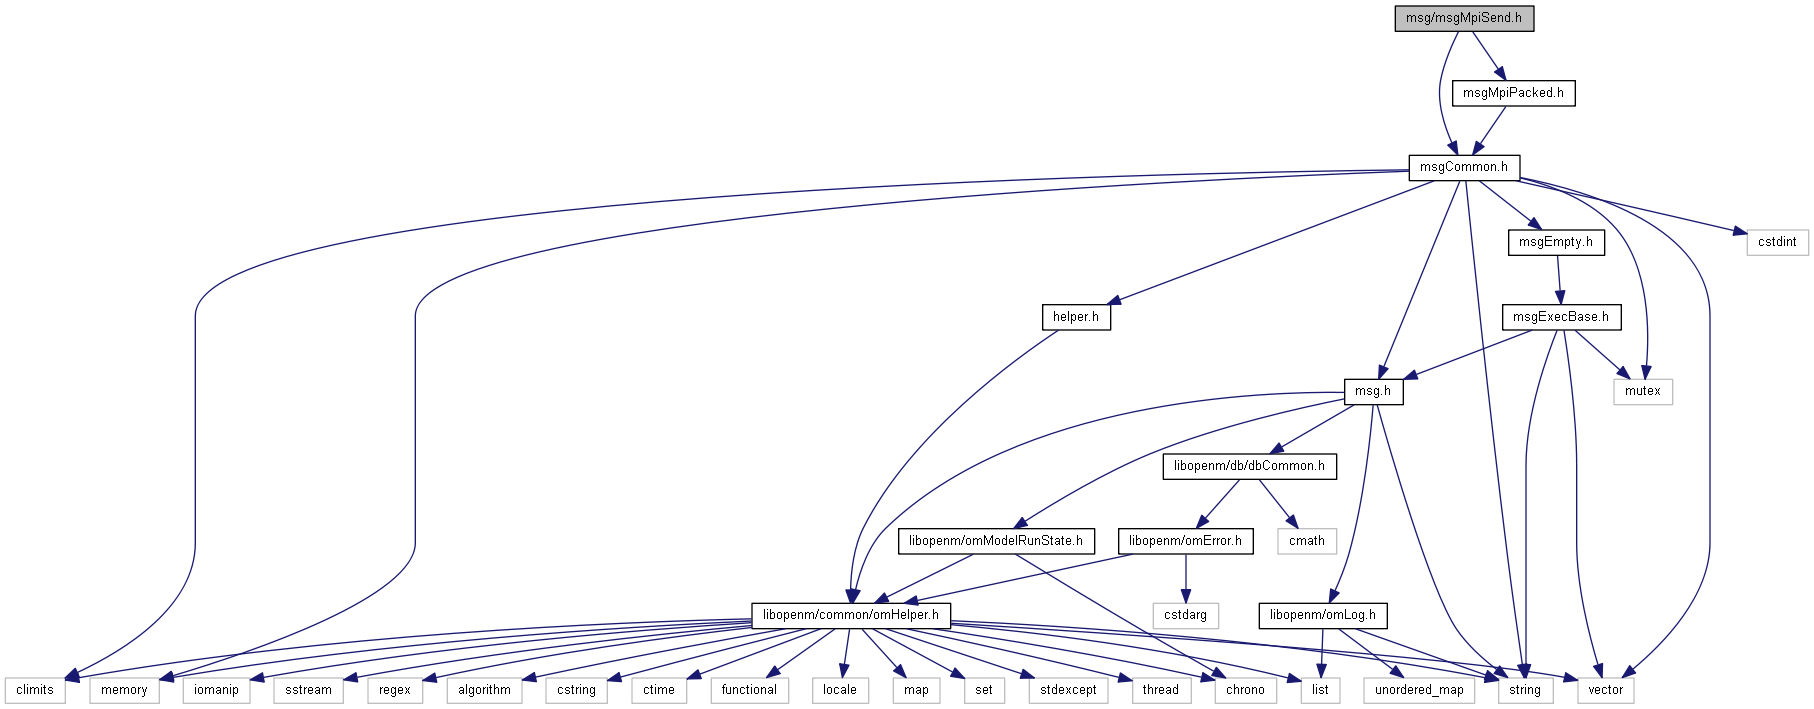 msg/msgMpiSend.h
msgMpiPacked.h
msgCommon.h
msgEmpty.h
cstdint
helper.h
msgExecBase.h
msg.h
mutex
libopenm/db/dbCommon.h
libopenm/omModelRunState.h
libopenm/omError.h
cmath
libopenm/common/omHelper.h
cstdarg
libopenm/omLog.h
climits
memory
iomanip
sstream
regex
algorithm
cstring
ctime
functional
locale
map
set
stdexcept
thread
chrono
list
unordered_map
string
vector